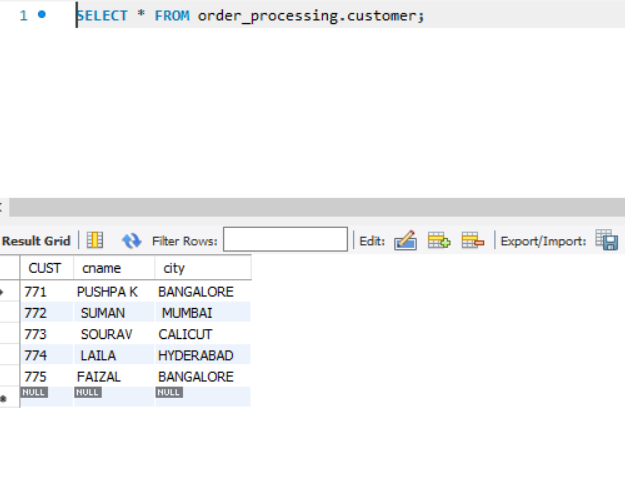 1 SELECT * FROM order_processing.customer;
Result Grid Filter Rows: Edit: Export/Import:
CUST cname city
771 PUSHPA K BANGALORE
772 SUMAN MUMBAI
773 SOURAV CALICUT
774 LAILA HYDERABAD
775 FAIZAL BANGALORE
NULL NULL NULL